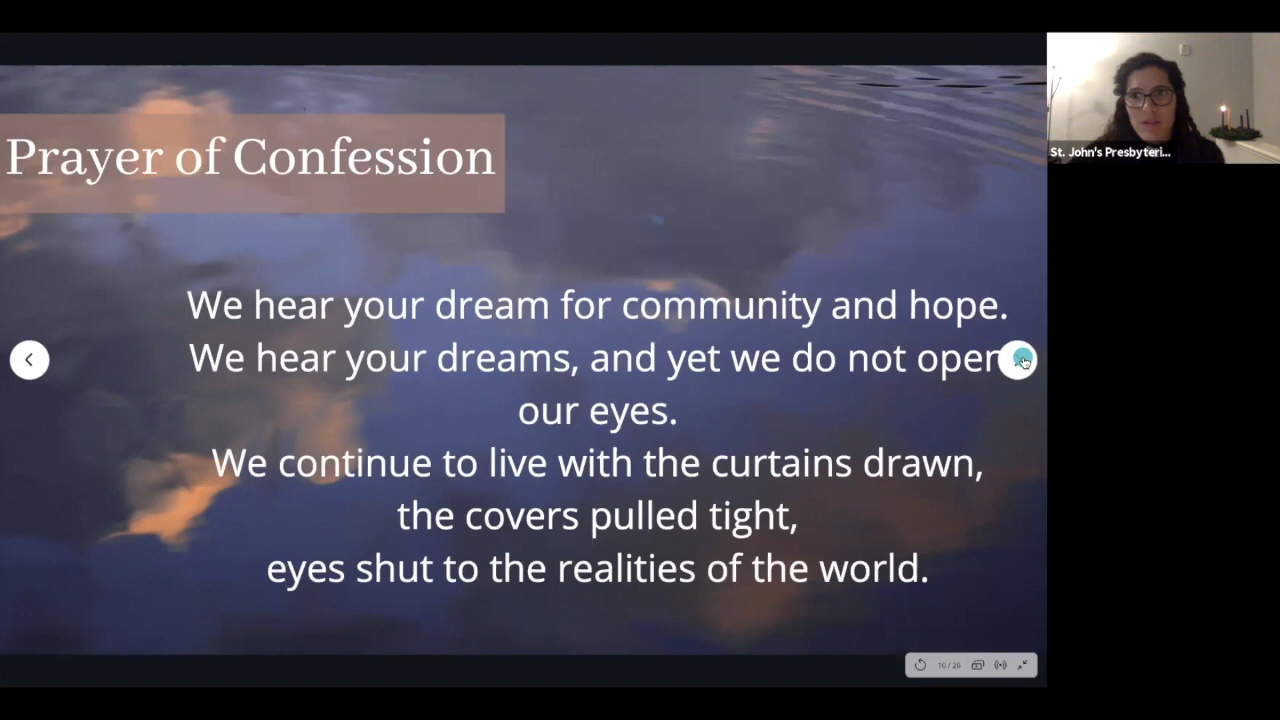 Prayer of Confession
St. John's Presbyteri...
We hear your dream for community and hope.
We hear your dreams, and yet we do not open
our eyes.
We continue to live with the curtains drawn,
the covers pulled tight,
eyes shut to the realities of the world.
10 / 26